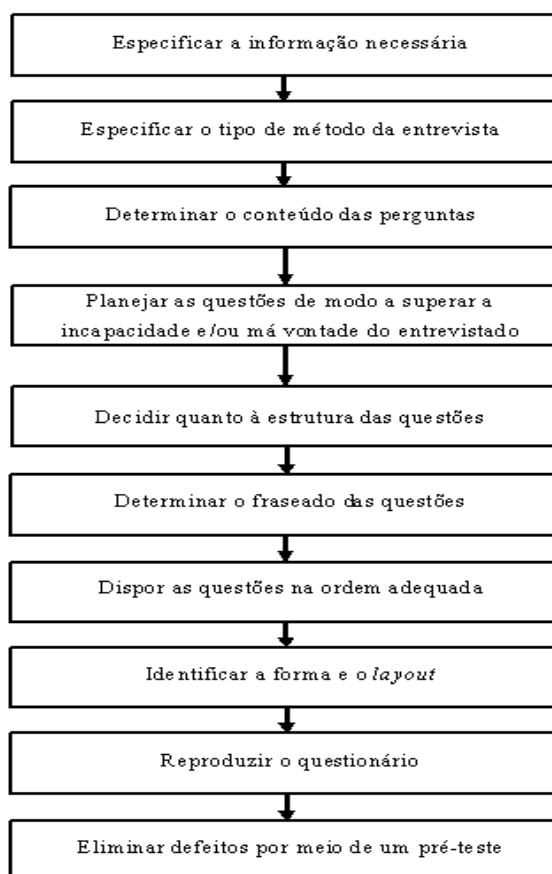 Especificar a informação necessária
Especificar o tipo de método da entrevista
Determinar o conteúdo das perguntas
Planejar as questões de modo a superar a
incapacidade e/ou má vontade do entrevistado
Decidir quanto à estrutura das questões
Determinar o fraseado das questões
Dispor as questões na ordem adequada
Identificar a forma e o layout
Reproduzir o questionário
Eliminar defeitos por meio de um pré-teste